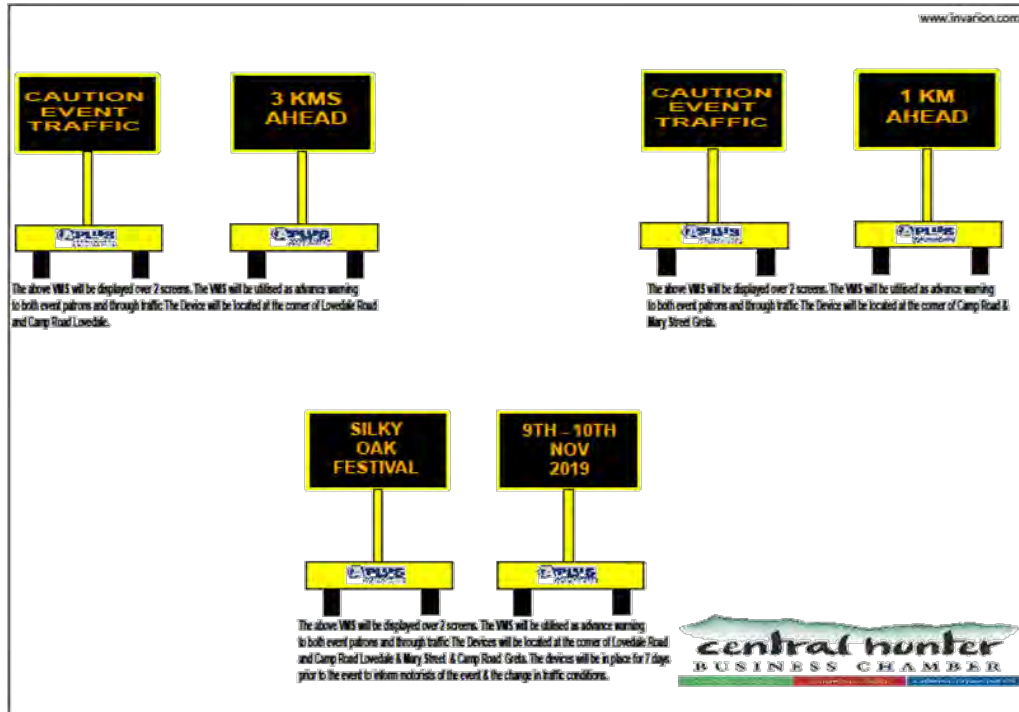 www.invarion.com
CAUTION
EVENT
TRAFFIC
3 KMS
AHEAD
CAUTION
EVENT
TRAFFIC
1 KM
AHEAD
PLUS
PLUS
PLUS
PLUS
The above VMS will be displayed over 2 screens. The VMS will be utilised as advance warning
to both event patrons and through traffic The Device will be located at the corner of Lovedale Road
and Camp Road Lovedale.
The above VMS will be displayed over 2 screens. The VMS will be utilised as advance warning
to both event patrons and through traffic The Device will be located at the corner of Camp Road &
Mary Street Greta.
SILKY
OAK
FESTIVAL
9TH - 10TH
NOV
2019
PLUS
PLUS
The above VMS will be displayed over 2 screens. The VMS will be utilised as advance warning
to both event patrons and through traffic The Devices will be located at the corner of Lovedale Road
and Camp Road Lovedale & Mary Street & Camp Road Greta. The devices will be in place for 7 days
prior to the event to inform motorists of the event & the change in traffic conditions.
central hunter
BUSINESS CHAMBER